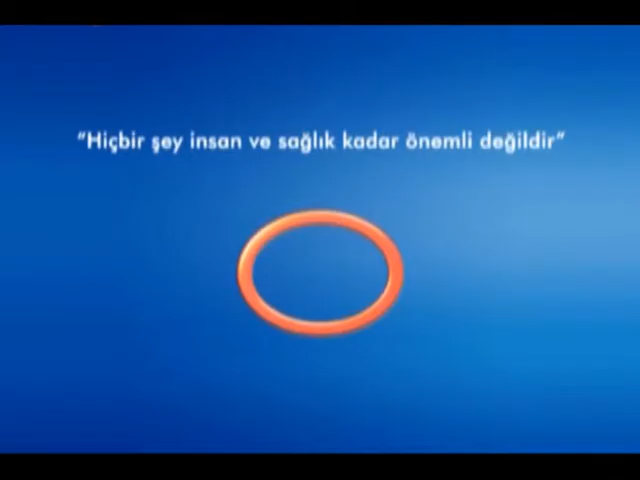 “Hiçbir şey insan ve sağlık kadar önemli değildir”